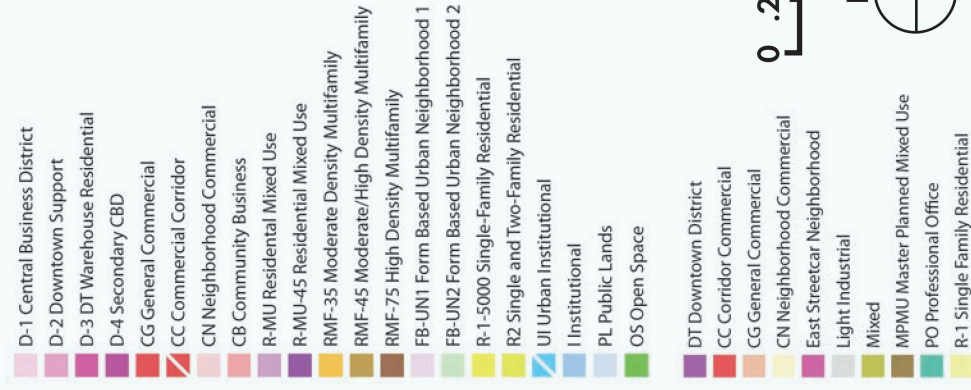 D-1 Central Business District
D-2 Downtown Support
D-3 DT Warehouse Residential
D-4 Secondary CBD
CG General Commercial
CC Commercial Corridor
CN Neighborhood Commercial
CB Community Business
R-MU Residental Mixed Use
R-MU-45 Residential Mixed Use
RMF-35 Moderate Density Multifamily
RMF-45 Moderate/High Density Multifamily
RMF-75 High Density Multifamily
FB-UN1 Form Based Urban Neighborhood 1
FB-UN2 Form Based Urban Neighborhood 2
R-1-5000 Single-Family Residential
R2 Single and Two-Family Residential
UI Urban Institutional
I Institutional
PL Public Lands
OS Open Space
DT Downtown District
CC Corridor Commercial
CG General Commercial
CN Neighborhood Commercial
East Streetcar Neighborhood
Light Industrial
Mixed
MPMU Master Planned Mixed Use
PO Professional Office
R-1 Single Family Residential
0 .2